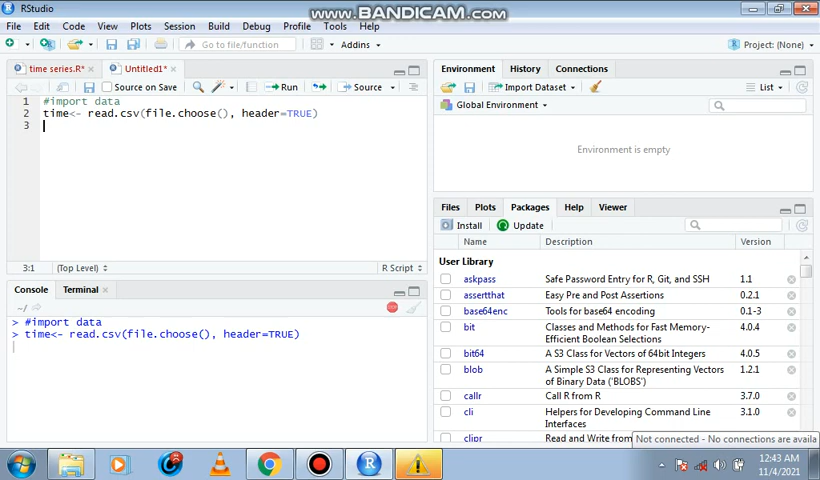 RStudio
www.BANDICAM.com
File Edit Code View Plots Session Build Debug Profile Tools Help
Go to file/function
Addins
Project: (None)
time series.R*
Untitled1*
Source on Save
Run
Source
1 #import data
2 time<- read.csv(file.choose(), header=TRUE)
3
3:1 (Top Level) R Script
Console Terminal
~/
> #import data
> time<- read.csv(file.choose(), header=TRUE)
Environment History Connections
Import Dataset
List
Global Environment
Environment is empty
Files Plots Packages Help Viewer
Install Update
Name Description Version
User Library
askpass Safe Password Entry for R, Git, and SSH 1.1
assertthat Easy Pre and Post Assertions 0.2.1
base64enc Tools for base64 encoding 0.1-3
bit Classes and Methods for Fast Memory-Efficient Boolean Selections 4.0.4
bit64 A S3 Class for Vectors of 64bit Integers 4.0.5
blob A Simple S3 Class for Representing Vectors of Binary Data ('BLOBS') 1.2.1
callr Call R from R 3.7.0
cli Helpers for Developing Command Line Interfaces 3.1.0
clipr Read and Write from
Not connected - No connections are availa
12:43 AM
11/4/2021